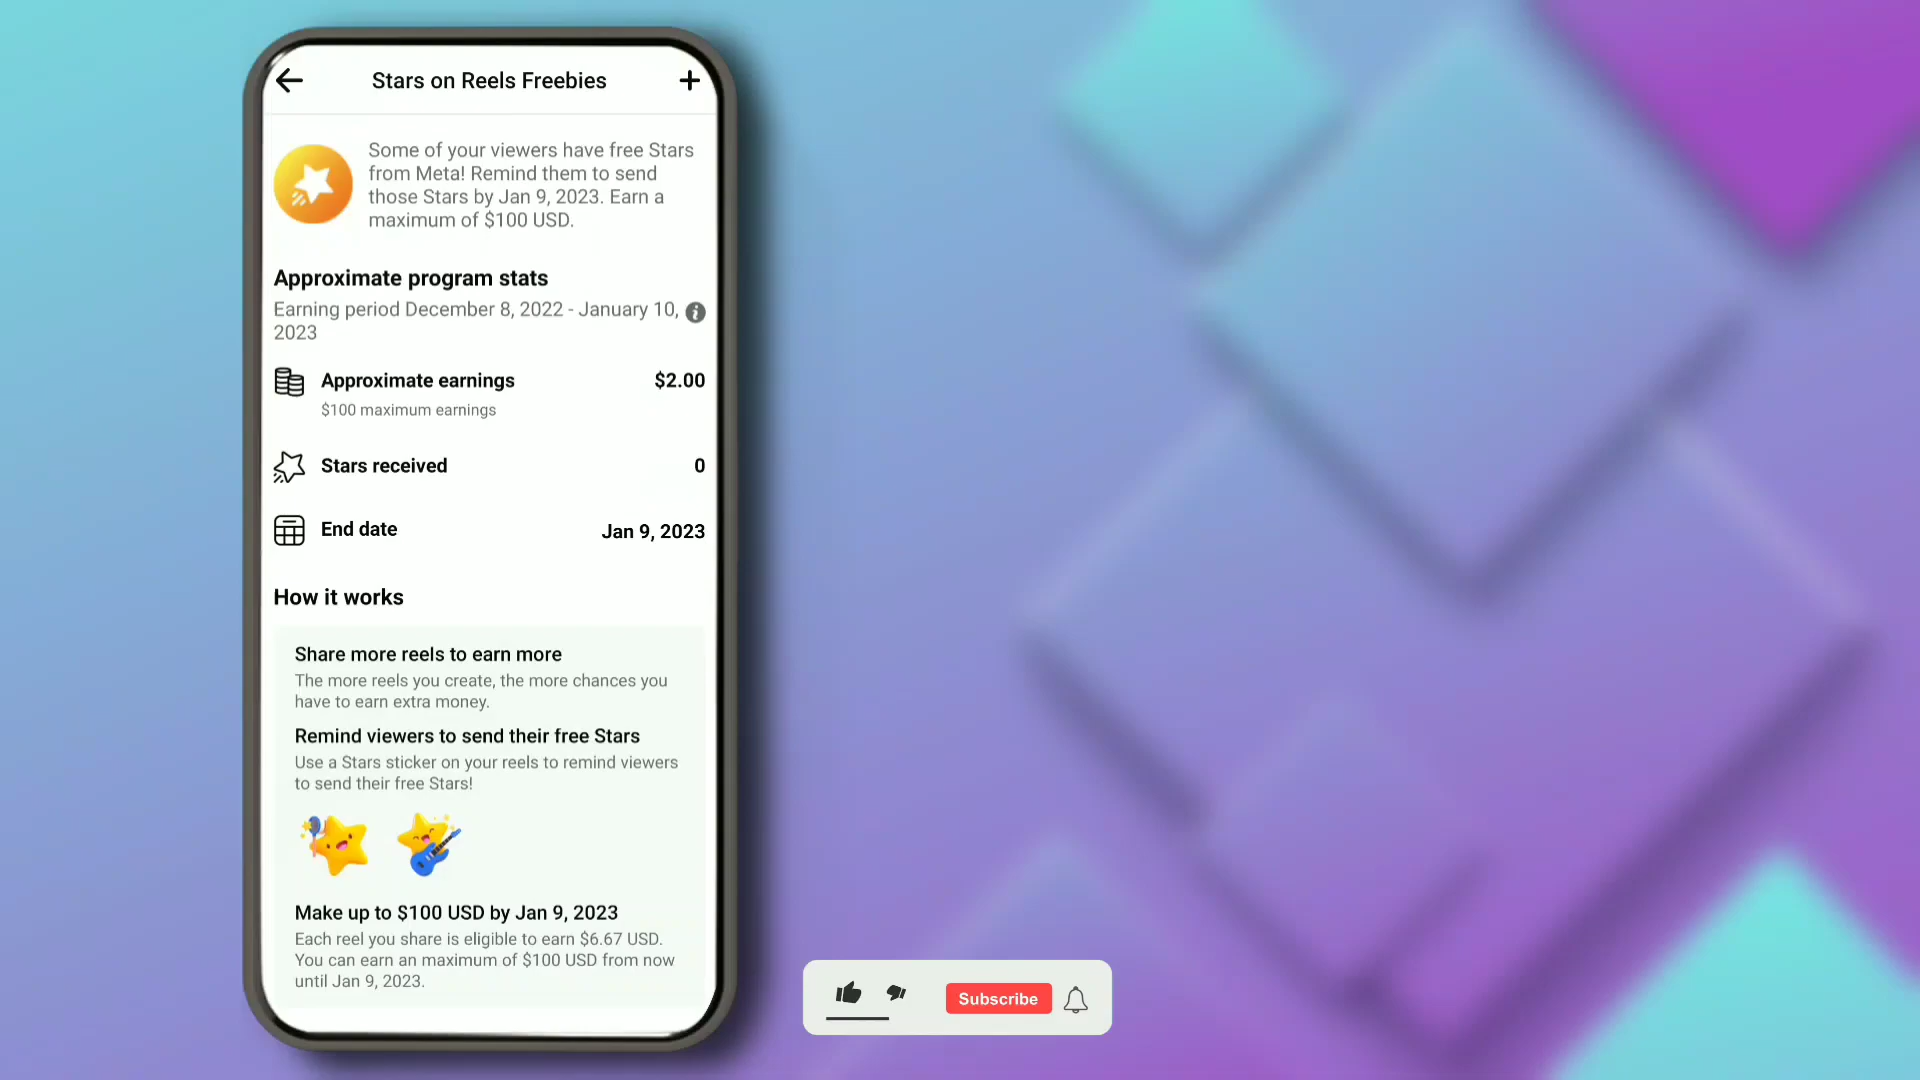 Stars on Reels Freebies
Some of your viewers have free Stars
from Meta! Remind them to send
those Stars by Jan 9, 2023. Earn a
maximum of $100 USD.
Approximate program stats
Earning period December 8, 2022 - January 10,
2023
Approximate earnings $2.00
$100 maximum earnings
Stars received 0
End date Jan 9, 2023
How it works
Share more reels to earn more
The more reels you create, the more chances you
have to earn extra money.
Remind viewers to send their free Stars
Use a Stars sticker on your reels to remind viewers
to send their free Stars!
Make up to $100 USD by Jan 9, 2023
Each reel you share is eligible to earn $6.67 USD.
You can earn an maximum of $100 USD from now
until Jan 9, 2023.
Subscribe